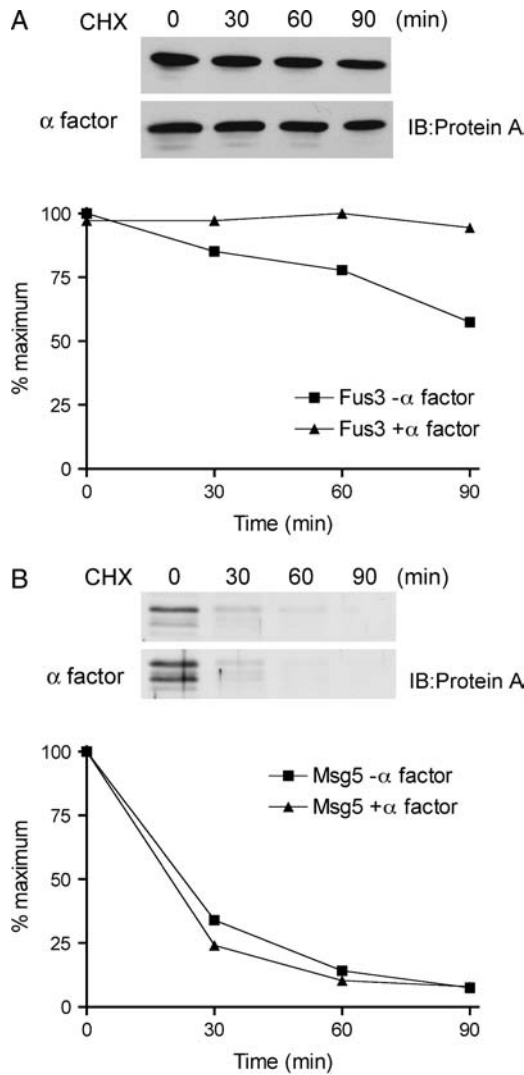 A
CHX 0 30 60 90 (min)
α factor IB:Protein A
100
75
50
25
0
% maximum
Fus3 -α factor
Fus3 +α factor
0 30 60 90
Time (min)
B
CHX 0 30 60 90 (min)
α factor IB:Protein A
100
75
50
25
0
% maximum
Msg5 -α factor
Msg5 +α factor
0 30 60 90
Time (min)